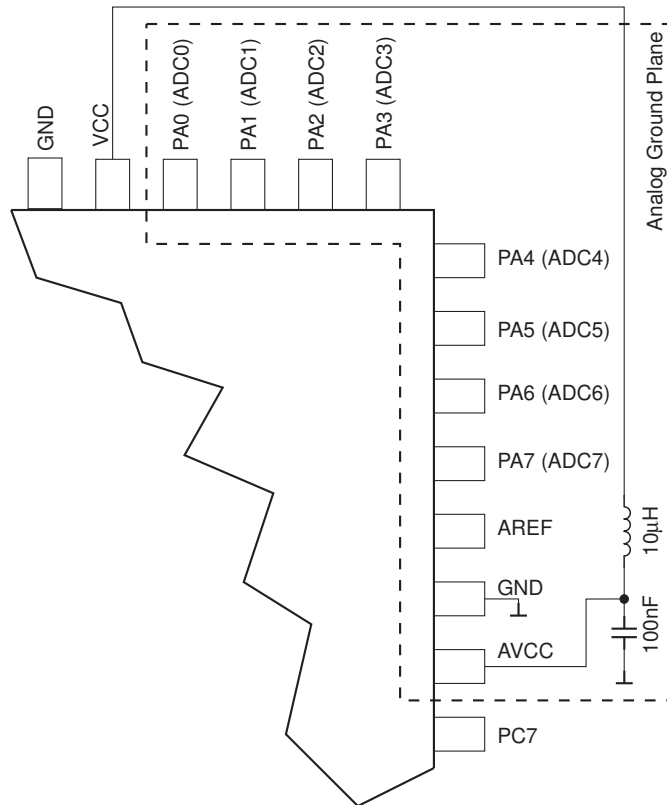 GND
VCC
PA0 (ADC0)
PA1 (ADC1)
PA2 (ADC2)
PA3 (ADC3)
Analog Ground Plane
PA4 (ADC4)
PA5 (ADC5)
PA6 (ADC6)
PA7 (ADC7)
AREF
10μH
GND
AVCC
100nF
PC7